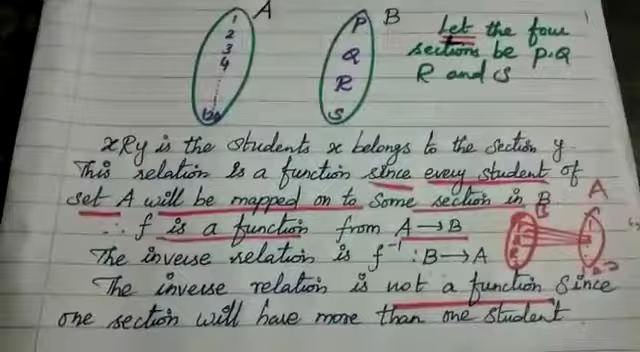 A
1
2
3
4
60
B
P
Q
R
S
Let the four
sections be P,Q
R and S
xRy is the students x belongs to the section y
This relation is a function since every student of
set A will be mapped on to some section in B
∴ f is a function from A→B
The inverse relation is f⁻¹ : B→A
The inverse relation is not a function since
one section will have more than one student
B
A